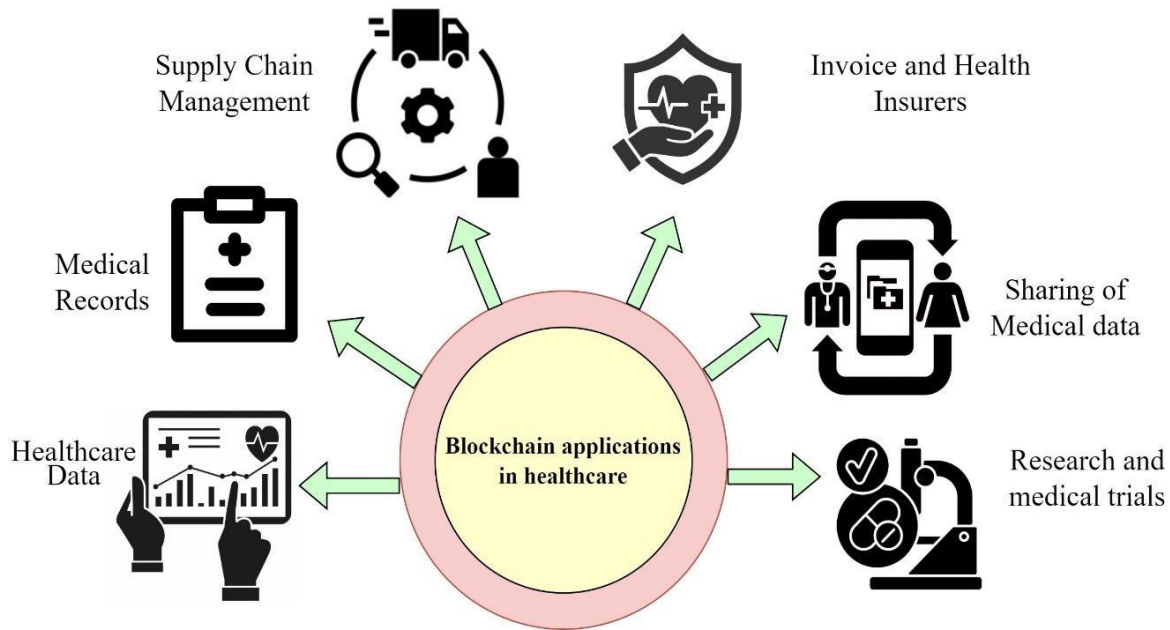 Supply Chain
Management
Invoice and Health
Insurers
Medical
Records
Sharing of
Medical data
Healthcare
Data
Blockchain applications
in healthcare
Research and
medical trials